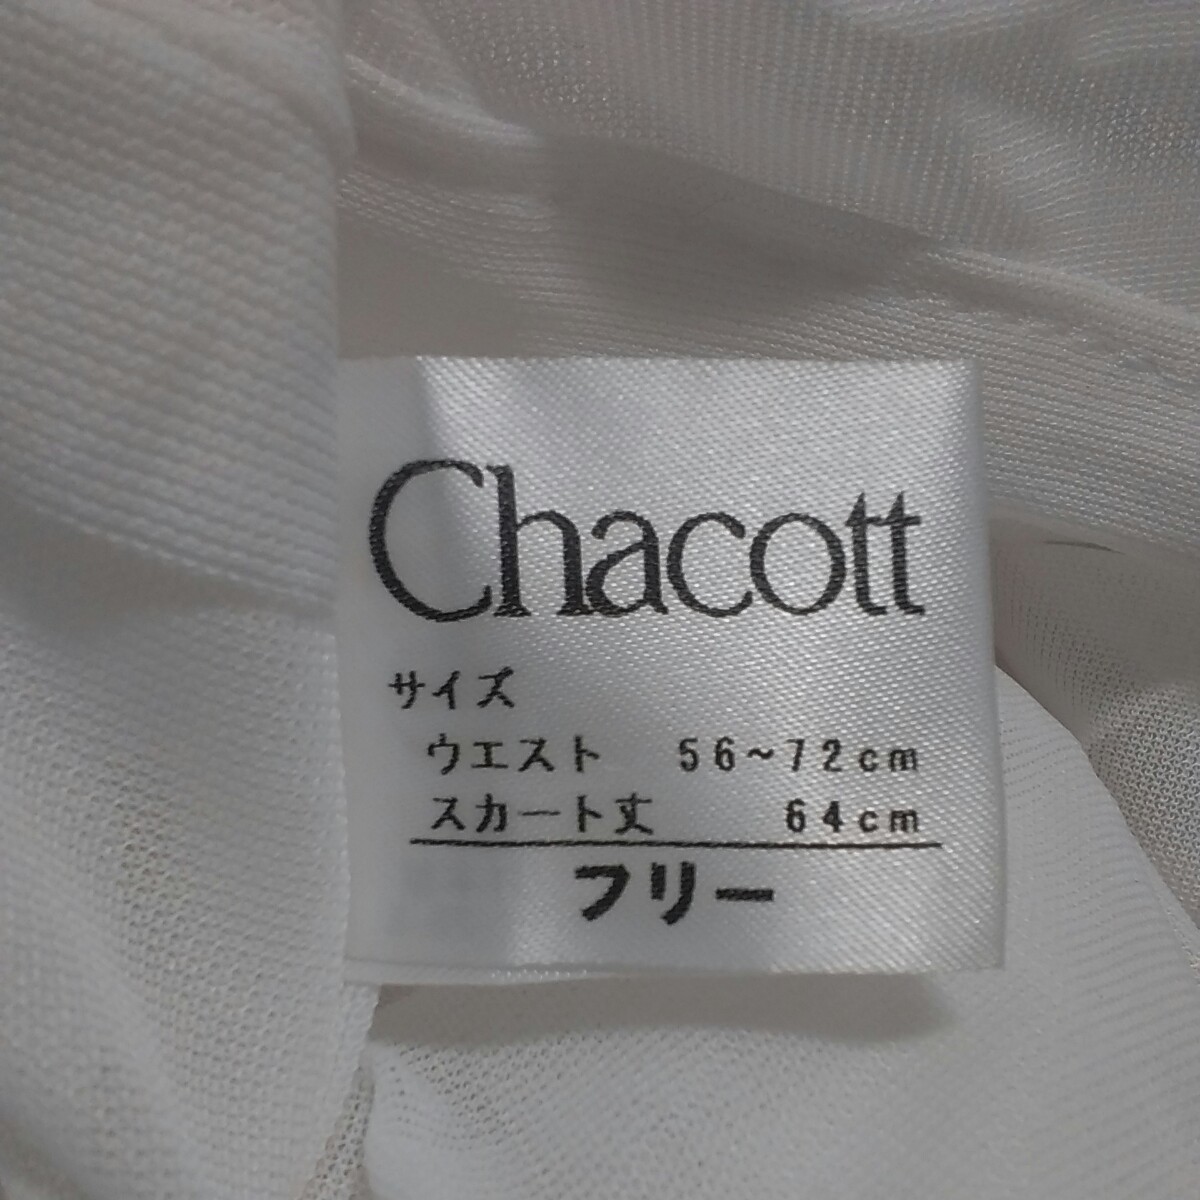 Chacott
サイズ
ウエスト 56~72cm
スカート丈 64cm
フリー